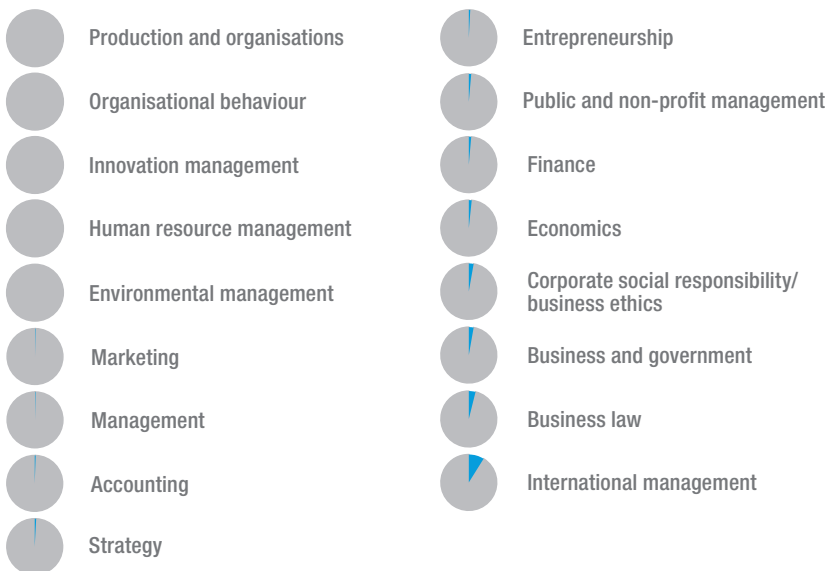 Production and organisations
Organisational behaviour
Innovation management
Human resource management
Environmental management
Marketing
Management
Accounting
Strategy
Entrepreneurship
Public and non-profit management
Finance
Economics
Corporate social responsibility/
business ethics
Business and government
Business law
International management